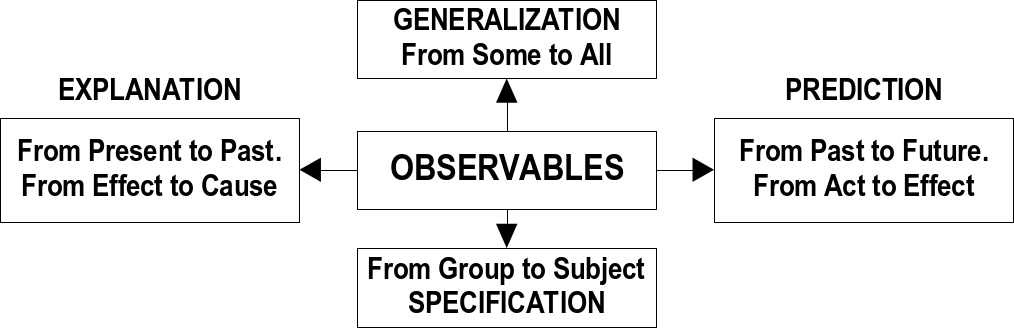 GENERALIZATION
From Some to All
EXPLANATION
From Present to Past.
From Effect to Cause
OBSERVABLES
PREDICTION
From Past to Future.
From Act to Effect
From Group to Subject
SPECIFICATION